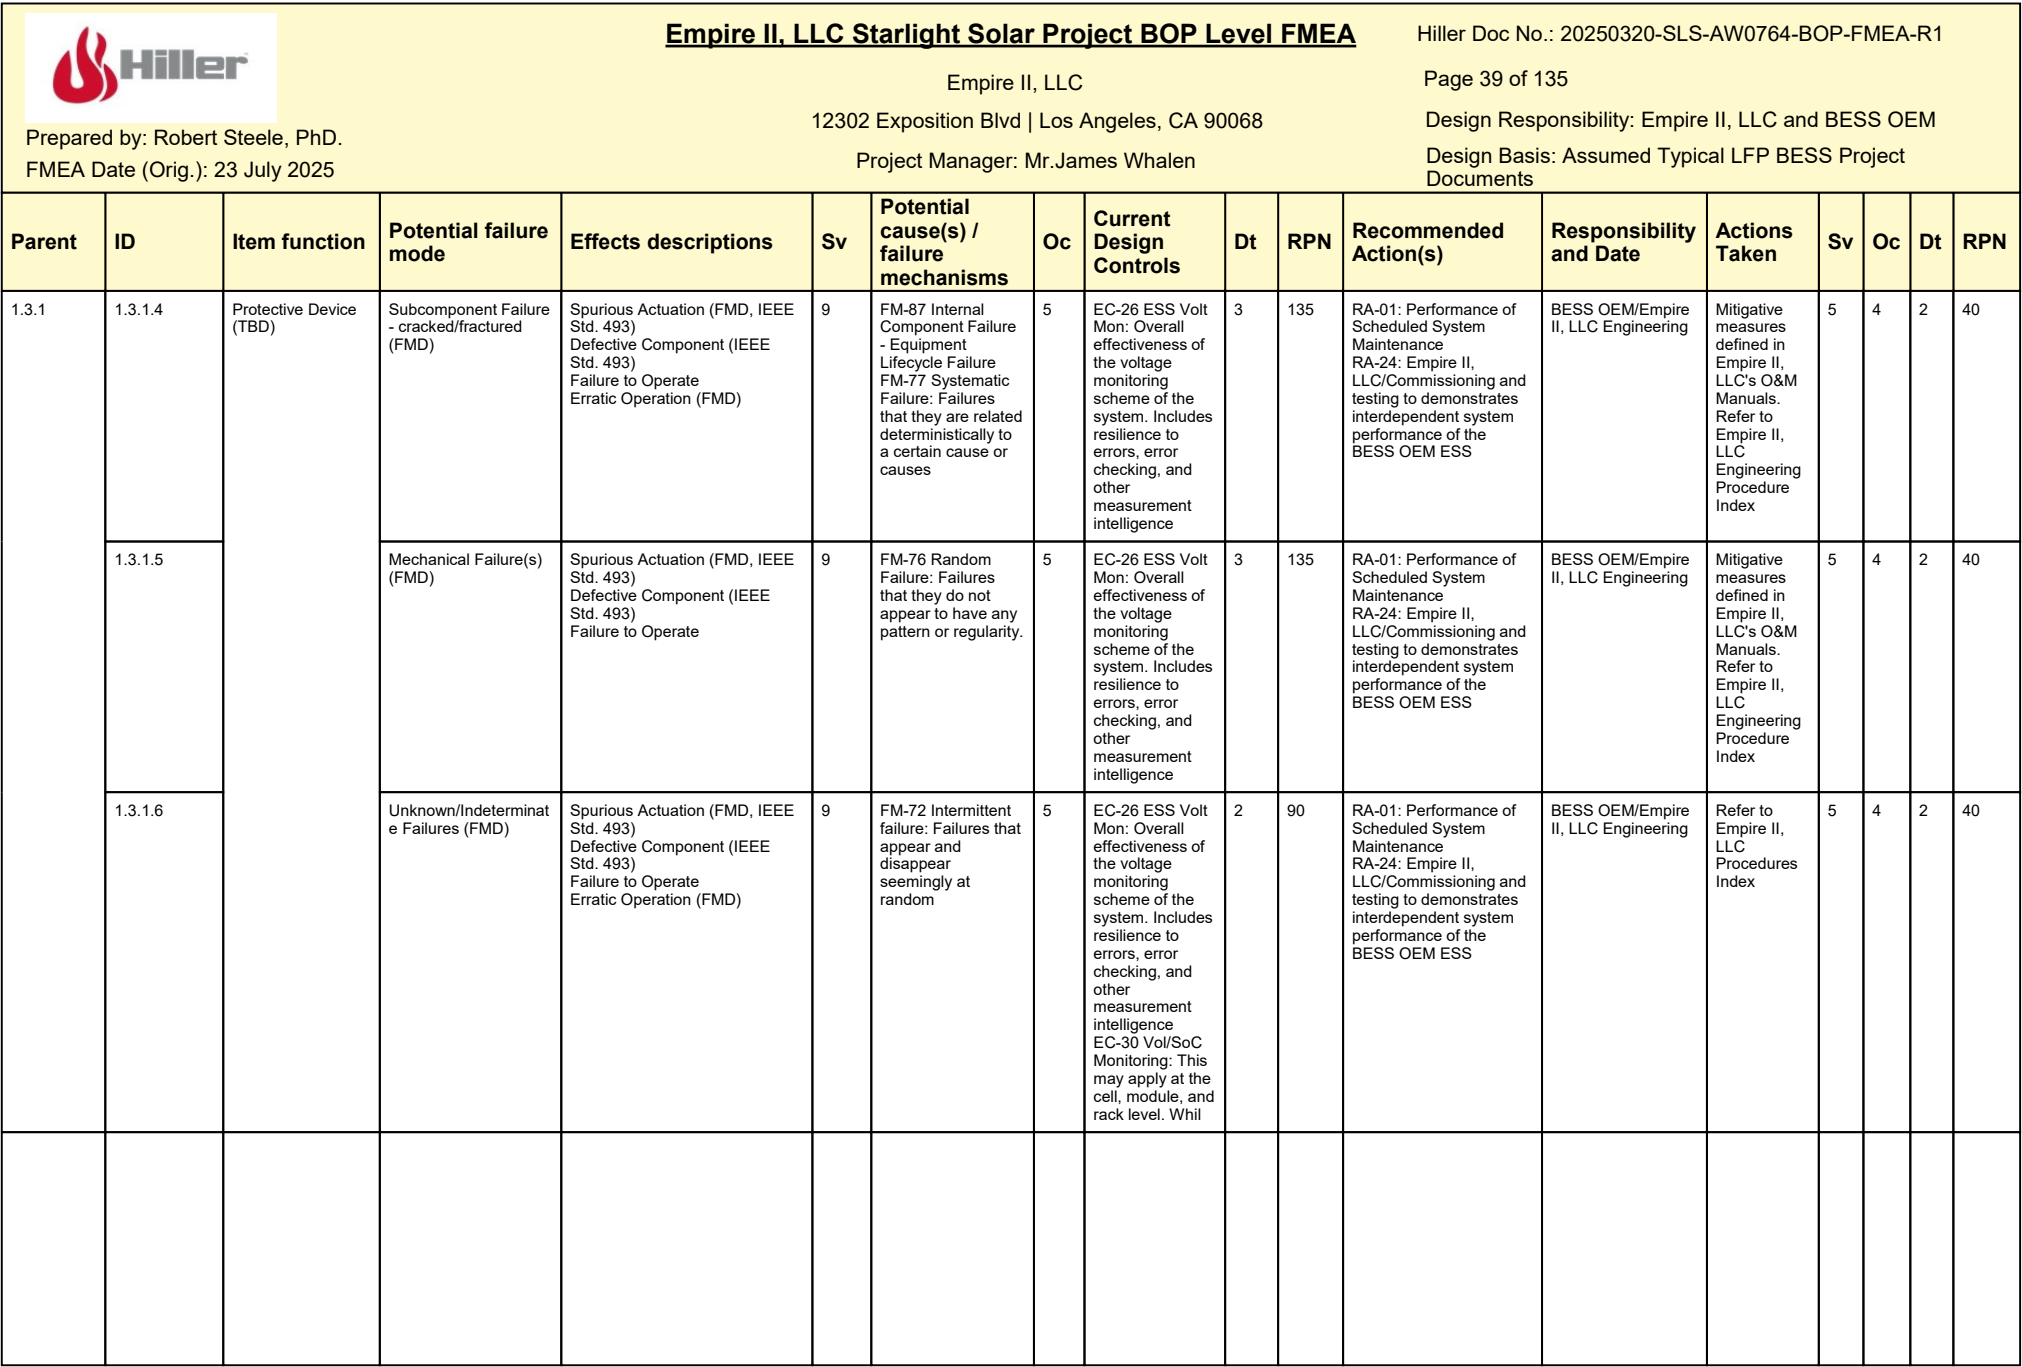 Hiller
Prepared by: Robert Steele, PhD.
FMEA Date (Orig.): 23 July 2025
Empire II, LLC Starlight Solar Project BOP Level FMEA
Empire II, LLC
12302 Exposition Blvd | Los Angeles, CA 90068
Project Manager: Mr.James Whalen
Hiller Doc No.: 20250320-SLS-AW0764-BOP-FMEA-R1
Page 39 of 135
Design Responsibility: Empire II, LLC and BESS OEM
Design Basis: Assumed Typical LFP BESS Project
Documents
Parent
ID
Item function
Potential failure
mode
Effects descriptions
Sv
Potential
cause(s) /
failure
mechanisms
Oc
Current
Design
Controls
Dt
RPN
Recommended
Action(s)
Responsibility
and Date
Actions
Taken
Sv
Oc
Dt
RPN
1.3.1
1.3.1.4
Protective Device
(TBD)
Subcomponent Failure
- cracked/fractured
(FMD)
Spurious Actuation (FMD, IEEE
Std. 493)
Defective Component (IEEE
Std. 493)
Failure to Operate
Erratic Operation (FMD)
9
FM-87 Internal
Component Failure
- Equipment
Lifecycle Failure
FM-77 Systematic
Failure: Failures
that they are related
deterministically to
a certain cause or
causes
5
EC-26 ESS Volt
Mon: Overall
effectiveness of
the voltage
monitoring
scheme of the
system. Includes
resilience to
errors, error
checking, and
other
measurement
intelligence
3
135
RA-01: Performance of
Scheduled System
Maintenance
RA-24: Empire II,
LLC/Commissioning and
testing to demonstrates
interdependent system
performance of the
BESS OEM ESS
BESS OEM/Empire
II, LLC Engineering
Mitigative
measures
defined in
Empire II,
LLC's O&M
Manuals.
Refer to
Empire II,
LLC
Engineering
Procedure
Index
5
4
2
40
1.3.1.5
Mechanical Failure(s)
(FMD)
Spurious Actuation (FMD, IEEE
Std. 493)
Defective Component (IEEE
Std. 493)
Failure to Operate
9
FM-76 Random
Failure: Failures
that they do not
appear to have any
pattern or regularity.
5
EC-26 ESS Volt
Mon: Overall
effectiveness of
the voltage
monitoring
scheme of the
system. Includes
resilience to
errors, error
checking, and
other
measurement
intelligence
3
135
RA-01: Performance of
Scheduled System
Maintenance
RA-24: Empire II,
LLC/Commissioning and
testing to demonstrates
interdependent system
performance of the
BESS OEM ESS
BESS OEM/Empire
II, LLC Engineering
Mitigative
measures
defined in
Empire II,
LLC's O&M
Manuals.
Refer to
Empire II,
LLC
Engineering
Procedure
Index
5
4
2
40
1.3.1.6
Unknown/Indeterminat
e Failures (FMD)
Spurious Actuation (FMD, IEEE
Std. 493)
Defective Component (IEEE
Std. 493)
Failure to Operate
Erratic Operation (FMD)
9
FM-72 Intermittent
failure: Failures that
appear and
disappear
seemingly at
random
5
EC-26 ESS Volt
Mon: Overall
effectiveness of
the voltage
monitoring
scheme of the
system. Includes
resilience to
errors, error
checking, and
other
measurement
intelligence
EC-30 Vol/SoC
Monitoring: This
may apply at the
cell, module, and
rack level. Whil
2
90
RA-01: Performance of
Scheduled System
Maintenance
RA-24: Empire II,
LLC/Commissioning and
testing to demonstrates
interdependent system
performance of the
BESS OEM ESS
BESS OEM/Empire
II, LLC Engineering
Refer to
Empire II,
LLC
Procedures
Index
5
4
2
40